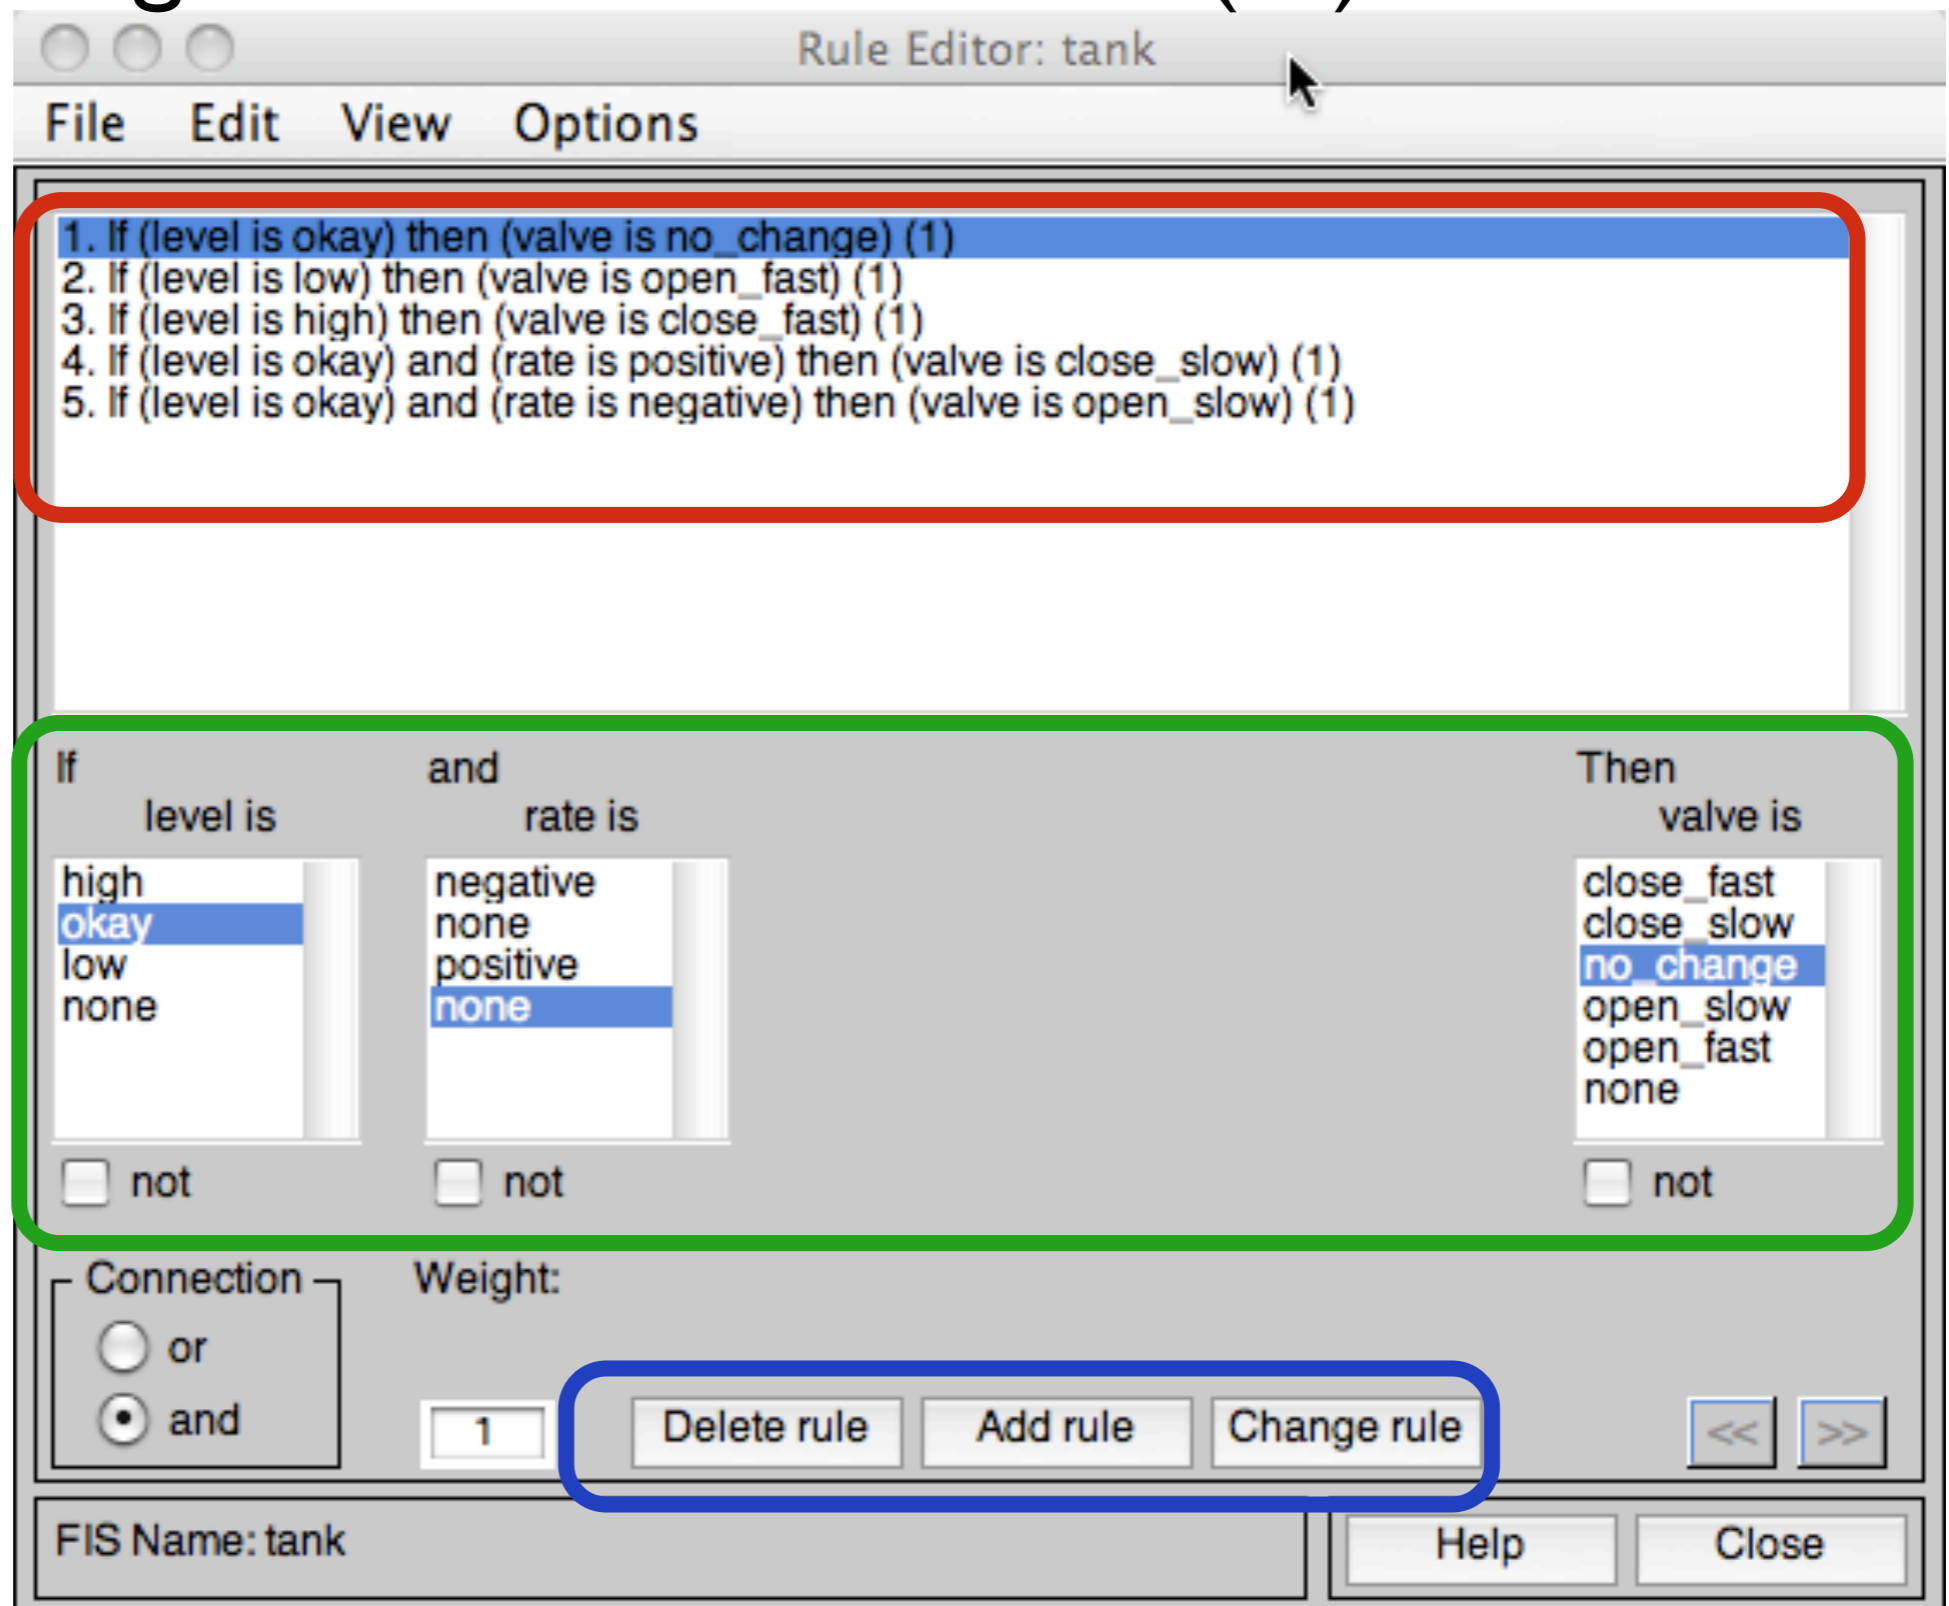 Rule Editor: tank
File Edit View Options
1. If (level is okay) then (valve is no_change) (1)
2. If (level is low) then (valve is open_fast) (1)
3. If (level is high) then (valve is close_fast) (1)
4. If (level is okay) and (rate is positive) then (valve is close_slow) (1)
5. If (level is okay) and (rate is negative) then (valve is open_slow) (1)
If and Then
level is rate is valve is
high negative close_fast
okay none close_slow
low positive no_change
none none open_slow
open_fast
none
not not not
Connection Weight:
or
and 1 Delete rule Add rule Change rule << >>
FIS Name: tank Help Close